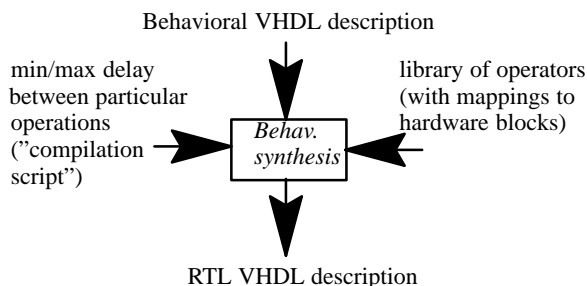 Behavioral VHDL description
min/max delay
between particular
operations
(”compilation
script”)
library of operators
(with mappings to
hardware blocks)
Behav.
synthesis
RTL VHDL description